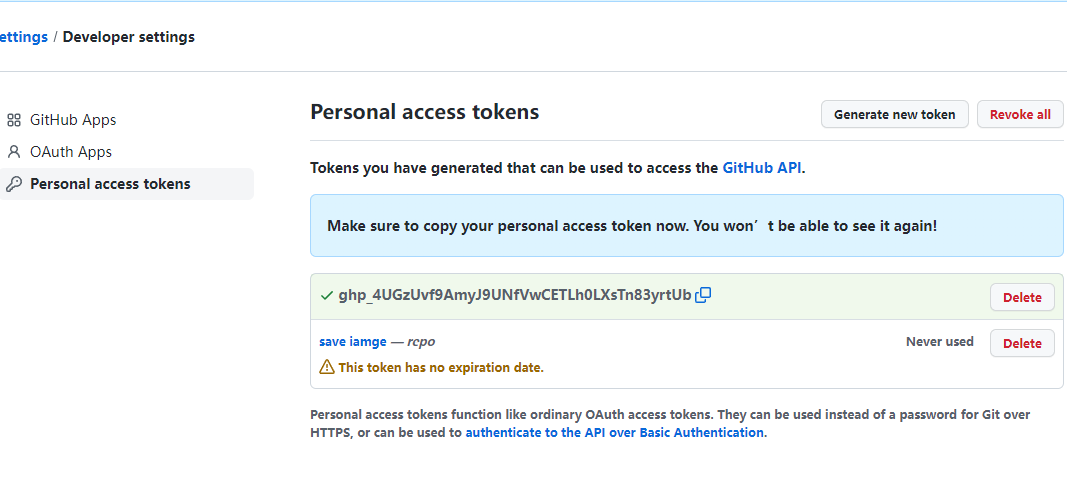 ettings / Developer settings
GitHub Apps
OAuth Apps
Personal access tokens
Personal access tokens
Generate new token
Revoke all
Tokens you have generated that can be used to access the GitHub API.
Make sure to copy your personal access token now. You won’t be able to see it again!
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
Delete
save iamge — rcpo
Never used
Delete
This token has no expiration date.
Personal access tokens function like ordinary OAuth access tokens. They can be used instead of a password for Git over
HTTPS, or can be used to authenticate to the API over Basic Authentication.